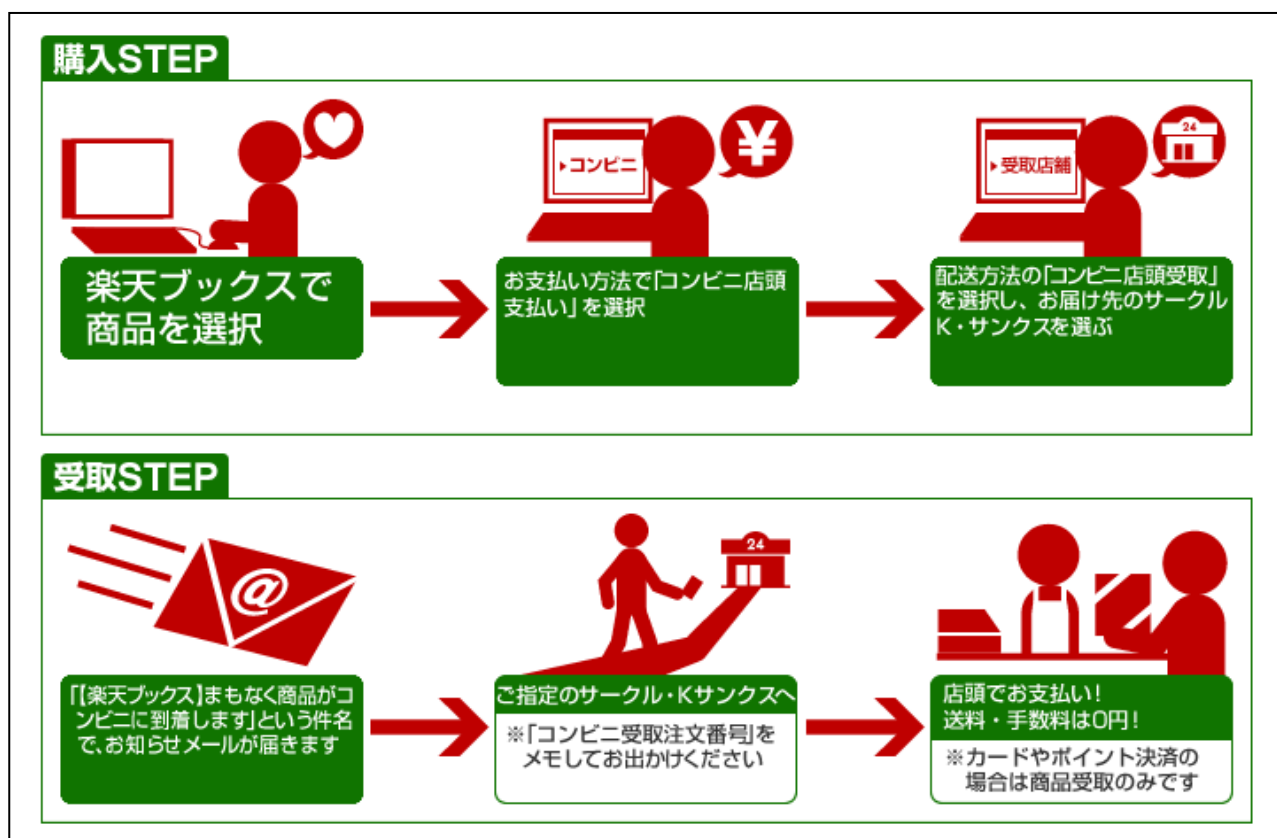 購入STEP
▸コンビニ
¥
▸受取店舗
24
楽天ブックスで
商品を選択
お支払い方法で「コンビニ店頭
支払い」を選択
配送方法の「コンビニ店頭受取」
を選択し、お届け先のサークル
K・サンクスを選ぶ
受取STEP
@
24
「【楽天ブックス】まもなく商品がコ
ンビニに到着します」という件名
で、お知らせメールが届きます
ご指定のサークル・Kサンクスへ
※「コンビニ受取注文番号」を
メモしてお出かけください
店頭でお支払い!
送料・手数料は0円!
※カードやポイント決済の
場合は商品受取のみです